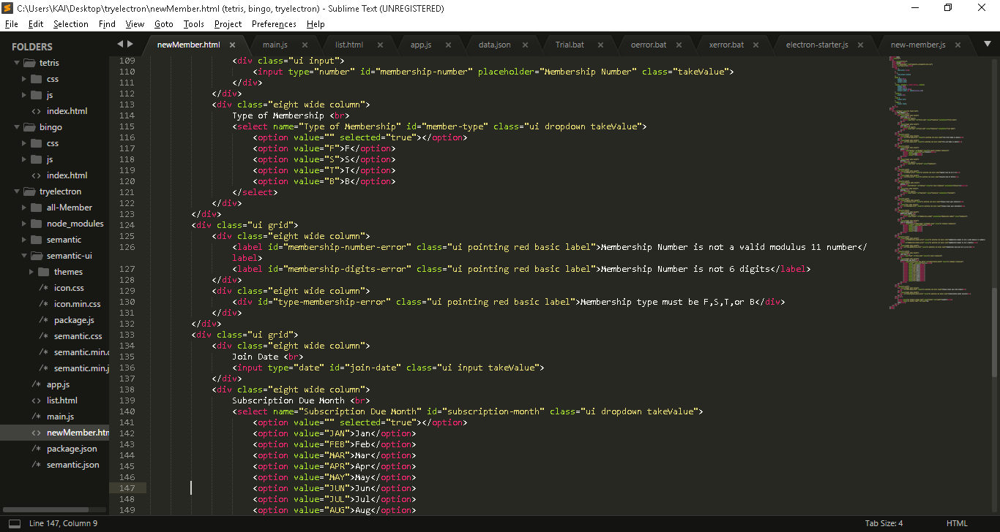 C:\Users\KAI\Desktop\tryelectron\newMember.html (tetris, bingo, tryelectron) - Sublime Text (UNREGISTERED)
File Edit Selection Find View Goto Tools Project Preferences Help
FOLDERS
tetris
css
js
index.html
bingo
css
js
index.html
tryelectron
all-Member
node_modules
semantic
semantic-ui
themes
icon.css
icon.min.css
package.js
semantic.css
semantic.min.c
semantic.min.j
app.js
list.html
main.js
newMember.htm
package.json
semantic.json
newMember.html main.js list.html app.js data.json Trial.bat oerror.bat xerror.bat electron-starter.js new-member.js
109 <div class="ui input">
110 <input type="number" id="membership-number" placeholder="Membership Number" class="takeValue">
111 </div>
112 </div>
113 <div class="eight wide column">
114 Type of Membership <br>
115 <select name="Type of Membership" id="member-type" class="ui dropdown takeValue">
116 <option value="" selected="true"></option>
117 <option value="F">F</option>
118 <option value="S">S</option>
119 <option value="T">T</option>
120 <option value="B">B</option>
121 </select>
122 </div>
123 </div>
124 <div class="ui grid">
125 <div class="eight wide column">
126 <label id="membership-number-error" class="ui pointing red basic label">Membership Number is not a valid modulus 11 number</
label>
127 <label id="membership-digits-error" class="ui pointing red basic label">Membership Number is not 6 digits</label>
128 </div>
129 <div class="eight wide column">
130 <div id="type-membership-error" class="ui pointing red basic label">Membership type must be F,S,T,or B</div>
131 </div>
132 </div>
133 <div class="ui grid">
134 <div class="eight wide column">
135 Join Date <br>
136 <input type="date" id="join-date" class="ui input takeValue">
137 </div>
138 <div class="eight wide column">
139 Subscription Due Month <br>
140 <select name="Subscription Due Month" id="subscription-month" class="ui dropdown takeValue">
141 <option value="" selected="true"></option>
142 <option value="JAN">Jan</option>
143 <option value="FEB">Feb</option>
144 <option value="MAR">Mar</option>
145 <option value="APR">Apr</option>
146 <option value="MAY">May</option>
147 <option value="JUN">Jun</option>
148 <option value="JUL">Jul</option>
149 <option value="AUG">Aug</option>
Line 147, Column 9
Tab Size: 4
HTML